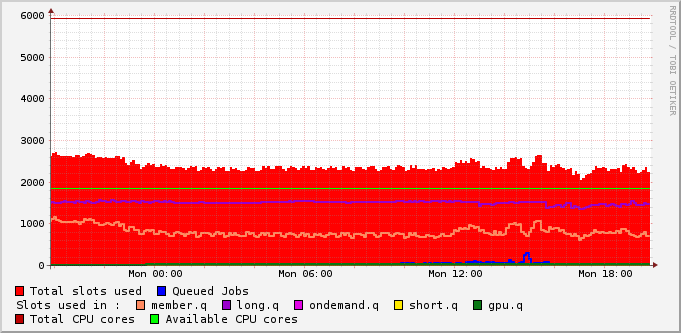 6000
RRDTOOL / TOBI OETIKER
5000
4000
3000
2000
1000
0
Mon 00:00 Mon 06:00 Mon 12:00 Mon 18:00
Total slots used Queued Jobs
Slots used in : member.q long.q ondemand.q short.q gpu.q
Total CPU cores Available CPU cores